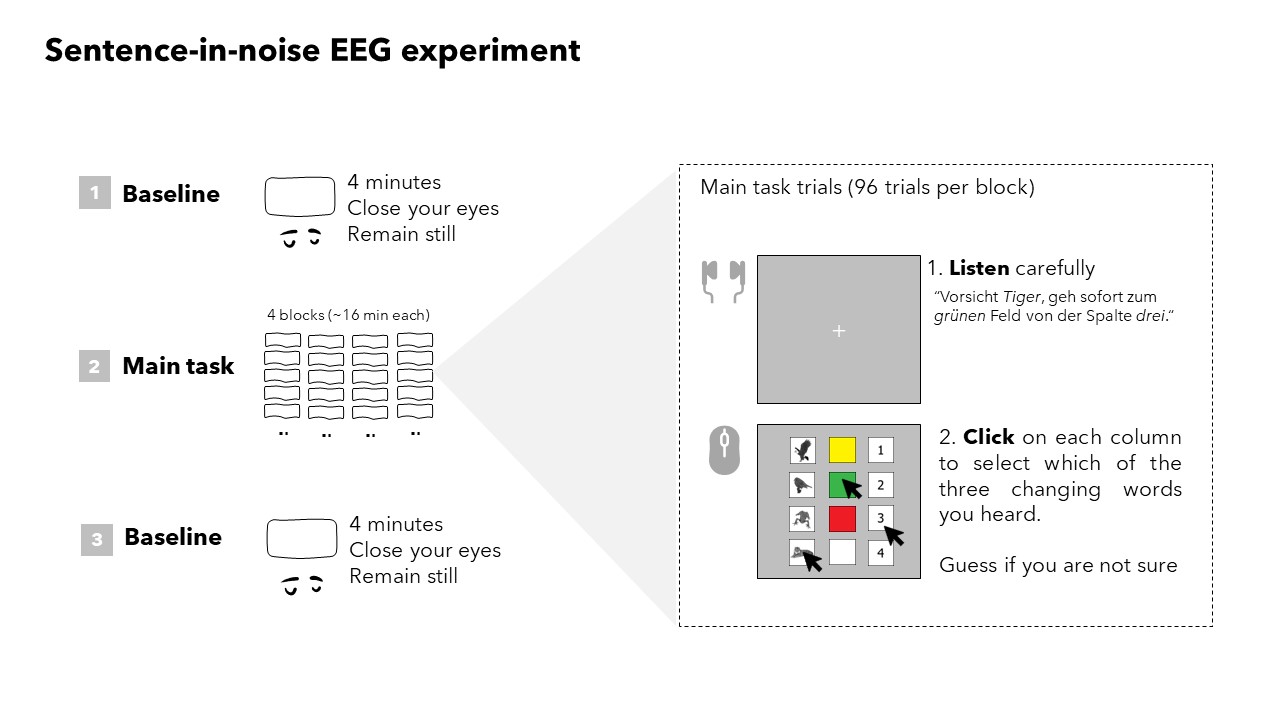 Sentence-in-noise EEG experiment
1 Baseline
4 minutes
Close your eyes
Remain still
4 blocks (~16 min each)
2 Main task
3 Baseline
4 minutes
Close your eyes
Remain still
Main task trials (96 trials per block)
1. Listen carefully
“Vorsicht Tiger, geh sofort zum
grünen Feld von der Spalte drei.“
1
2
3
4
2. Click on each column
to select which of the
three changing words
you heard.
Guess if you are not sure